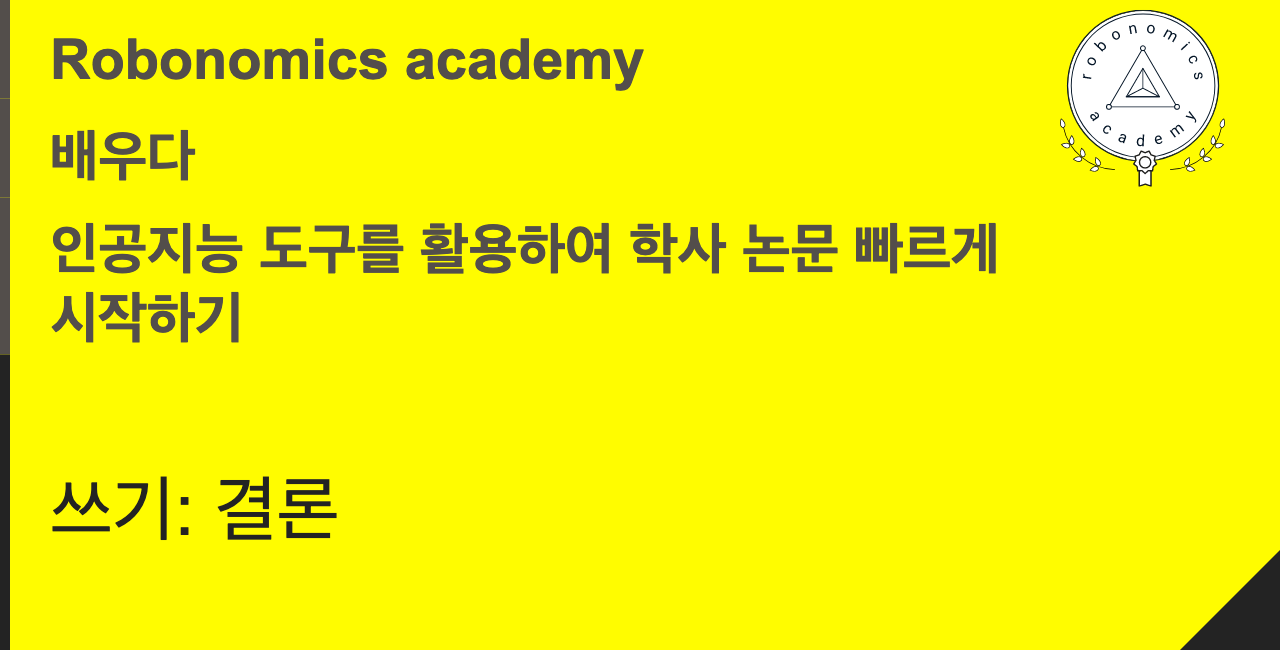 Robonomics academy
robonomics
academy
배우다
인공지능 도구를 활용하여 학사 논문 빠르게
시작하기
쓰기: 결론